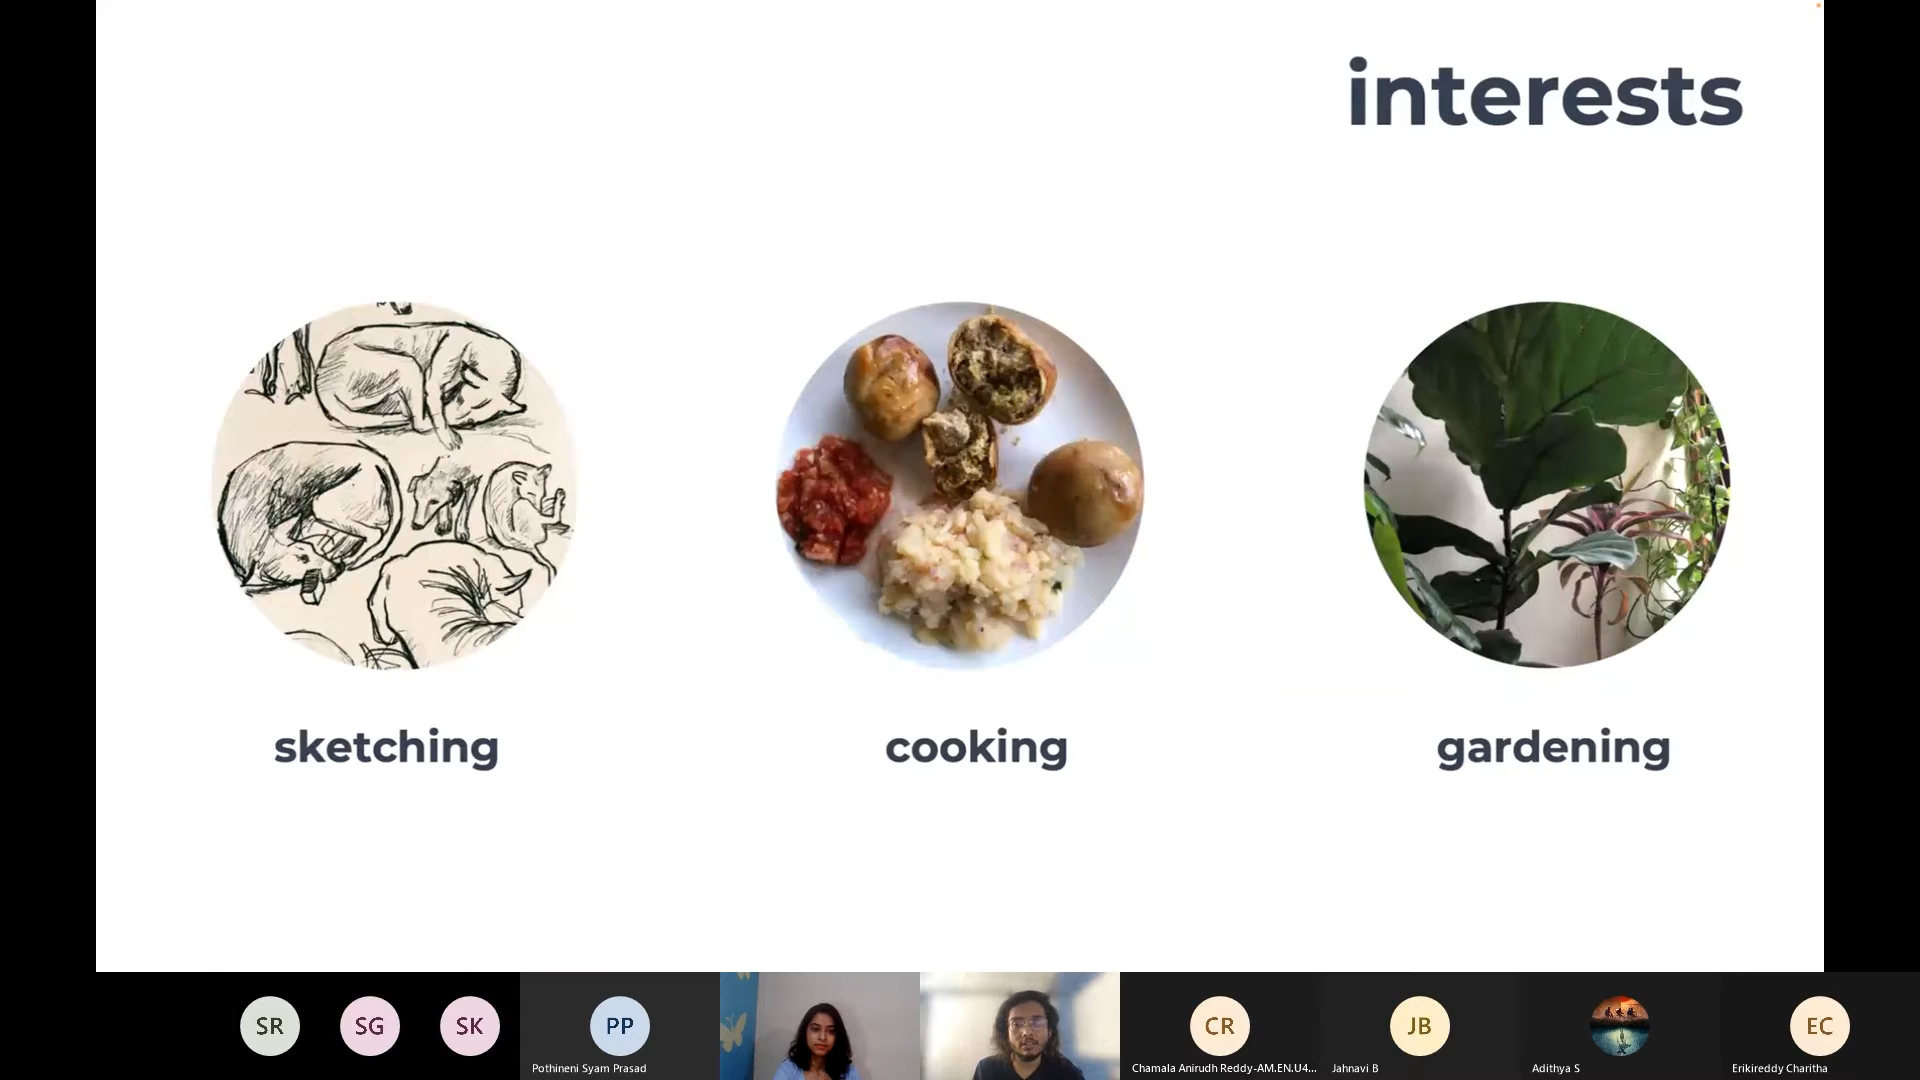 interests
sketching
cooking
gardening
SR
SG
SK
PP
CR
JB
EC
Pothineni Syam Prasad
Chamala Anirudh Reddy-AM.EN.U4...
Jahnavi B
Adithya S
Erikireddy Charitha